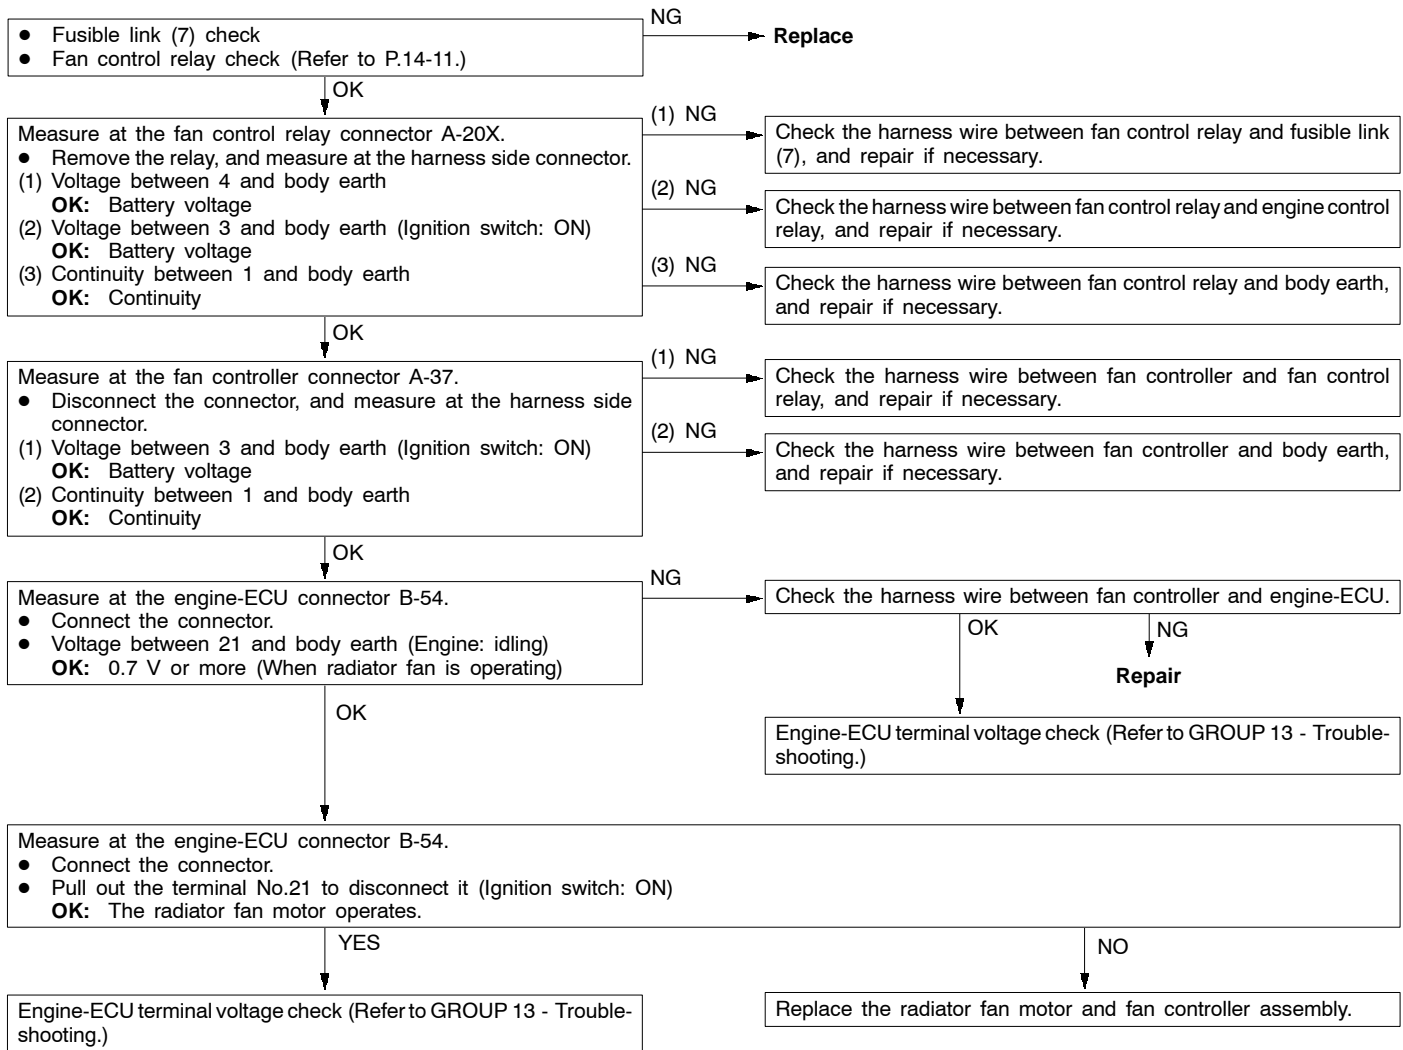 ● Fusible link (7) check
● Fan control relay check (Refer to P.14-11.)
NG
Replace
OK
Measure at the fan control relay connector A-20X.
● Remove the relay, and measure at the harness side connector.
(1) Voltage between 4 and body earth
OK: Battery voltage
(2) Voltage between 3 and body earth (Ignition switch: ON)
OK: Battery voltage
(3) Continuity between 1 and body earth
OK: Continuity
(1) NG
Check the harness wire between fan control relay and fusible link
(7), and repair if necessary.
(2) NG
Check the harness wire between fan control relay and engine control
relay, and repair if necessary.
(3) NG
Check the harness wire between fan control relay and body earth,
and repair if necessary.
OK
Measure at the fan controller connector A-37.
● Disconnect the connector, and measure at the harness side
connector.
(1) Voltage between 3 and body earth (Ignition switch: ON)
OK: Battery voltage
(2) Continuity between 1 and body earth
OK: Continuity
(1) NG
Check the harness wire between fan controller and fan control
relay, and repair if necessary.
(2) NG
Check the harness wire between fan controller and body earth,
and repair if necessary.
OK
Measure at the engine-ECU connector B-54.
● Connect the connector.
● Voltage between 21 and body earth (Engine: idling)
OK: 0.7 V or more (When radiator fan is operating)
NG
Check the harness wire between fan controller and engine-ECU.
OK
NG
Repair
Engine-ECU terminal voltage check (Refer to GROUP 13 - Trouble-
shooting.)
OK
Measure at the engine-ECU connector B-54.
● Connect the connector.
● Pull out the terminal No.21 to disconnect it (Ignition switch: ON)
OK: The radiator fan motor operates.
YES
NO
Engine-ECU terminal voltage check (Refer to GROUP 13 - Trouble-
shooting.)
Replace the radiator fan motor and fan controller assembly.